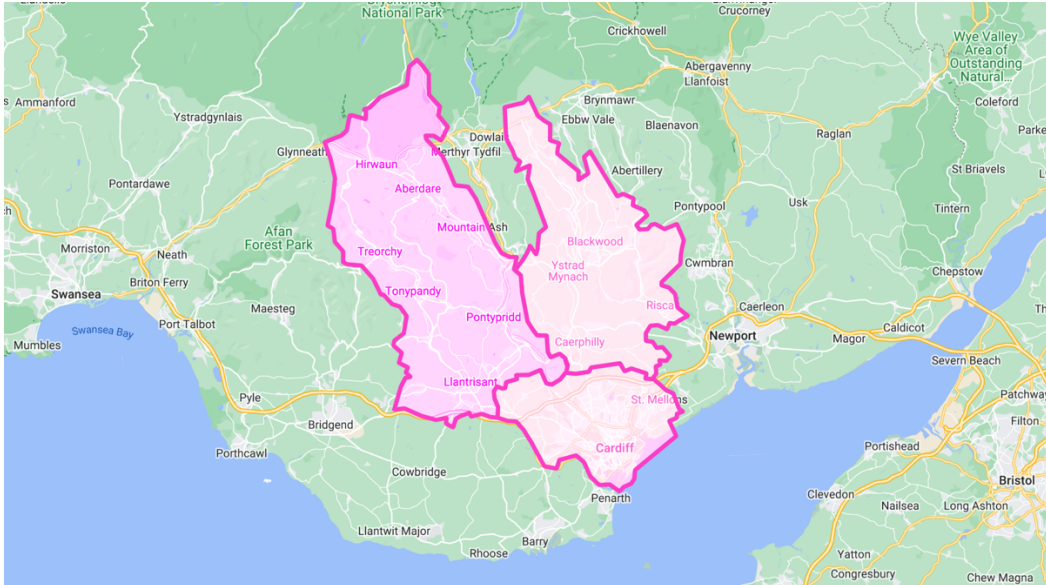 National Park
Crucorney
Crickhowell
Wye Valley
Area of
Outstanding
Natural...
Abergavenny
Llanfoist
Ammanford
Ystradgynlais
Brynmawr
Coleford
Ebbw Vale
Blaenavon
Raglan
Parke
Dowlais
Glynneath
Merthyr Tydfil
Hirwaun
Abertillery
St Briavels
Pontardawe
Aberdare
Pontypool
Usk
Tintern
Mountain Ash
Afan
Forest Park
Morriston
Neath
Treorchy
Blackwood
Ystrad
Mynach
Cwmbran
Chepstow
Briton Ferry
Swansea
Tonypandy
Maesteg
Risca
Caerleon
Pontypridd
Port Talbot
Swansea Bay
Caldicot
Mumbles
Caerphilly
Newport
Magor
Severn Beach
Llantrisant
Pyle
St. Mellons
Patchway
Bridgend
Filton
Porthcawl
Cardiff
Portishead
Cowbridge
Bristol
Penarth
Clevedon
Nailsea
Long Ashton
Llantwit Major
Barry
Rhoose
Yatton
Congresbury
Chew Magna